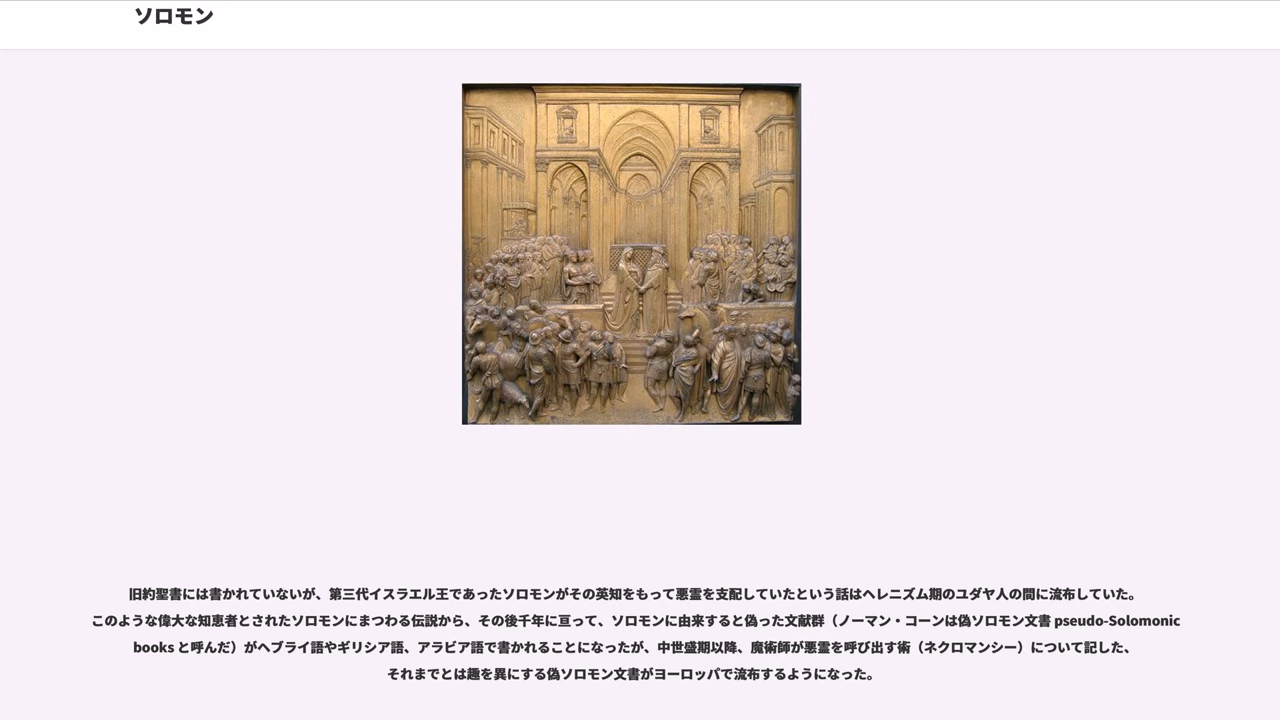 ソロモン
旧約聖書には書かれていないが、第三代イスラエル王であったソロモンがその英知をもって悪霊を支配していたという話はヘレニズム期のユダヤ人の間に流布していた。
このような偉大な知恵者とされたソロモンにまつわる伝説から、その後千年に亘って、ソロモンに由来すると偽った文献群（ノーマン・コーンは偽ソロモン文書 pseudo-Solomonic
books と呼んだ）がヘブライ語やギリシア語、アラビア語で書かれることになったが、中世盛期以降、魔術師が悪霊を呼び出す術（ネクロマンシー）について記した、
それまでとは趣を異にする偽ソロモン文書がヨーロッパで流布するようになった。